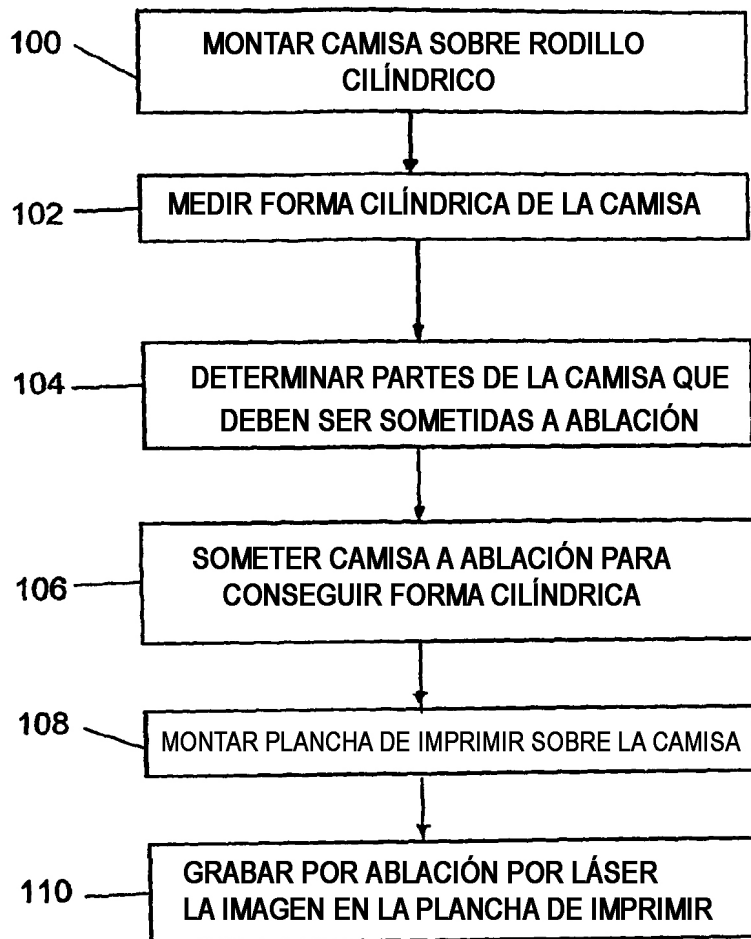 100
MONTAR CAMISA SOBRE RODILLO
CILÍNDRICO
102
MEDIR FORMA CILÍNDRICA DE LA CAMISA
104
DETERMINAR PARTES DE LA CAMISA QUE
DEBEN SER SOMETIDAS A ABLACIÓN
106
SOMETER CAMISA A ABLACIÓN PARA
CONSEGUIR FORMA CILÍNDRICA
108
MONTAR PLANCHA DE IMPRIMIR SOBRE LA CAMISA
110
GRABAR POR ABLACIÓN POR LÁSER
LA IMAGEN EN LA PLANCHA DE IMPRIMIR